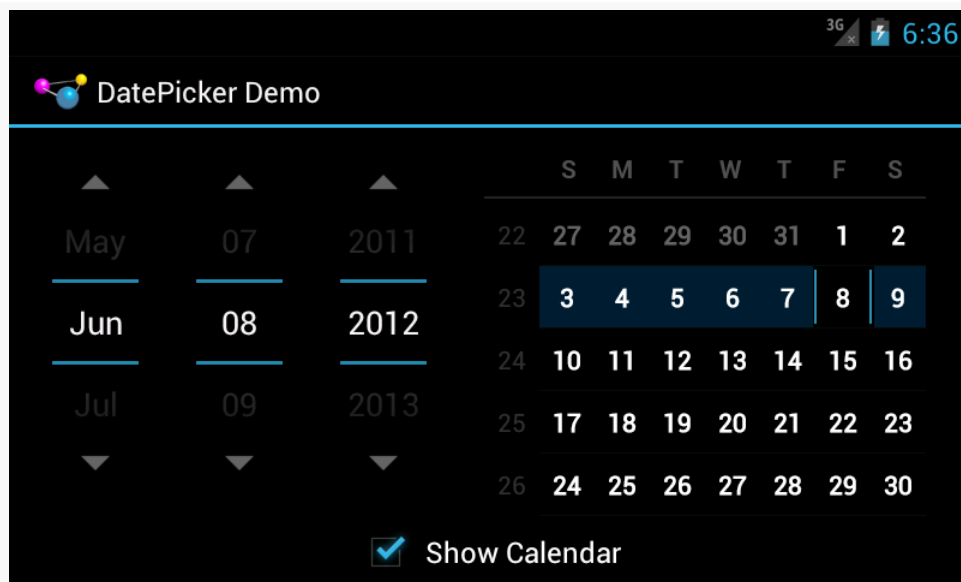 3G 6:36
DatePicker Demo
S M T W T F S
May 07 2011 22 27 28 29 30 31 1 2
23 3 4 5 6 7 8 9
Jun 08 2012
24 10 11 12 13 14 15 16
Jul 09 2013 25 17 18 19 20 21 22 23
26 24 25 26 27 28 29 30
Show Calendar